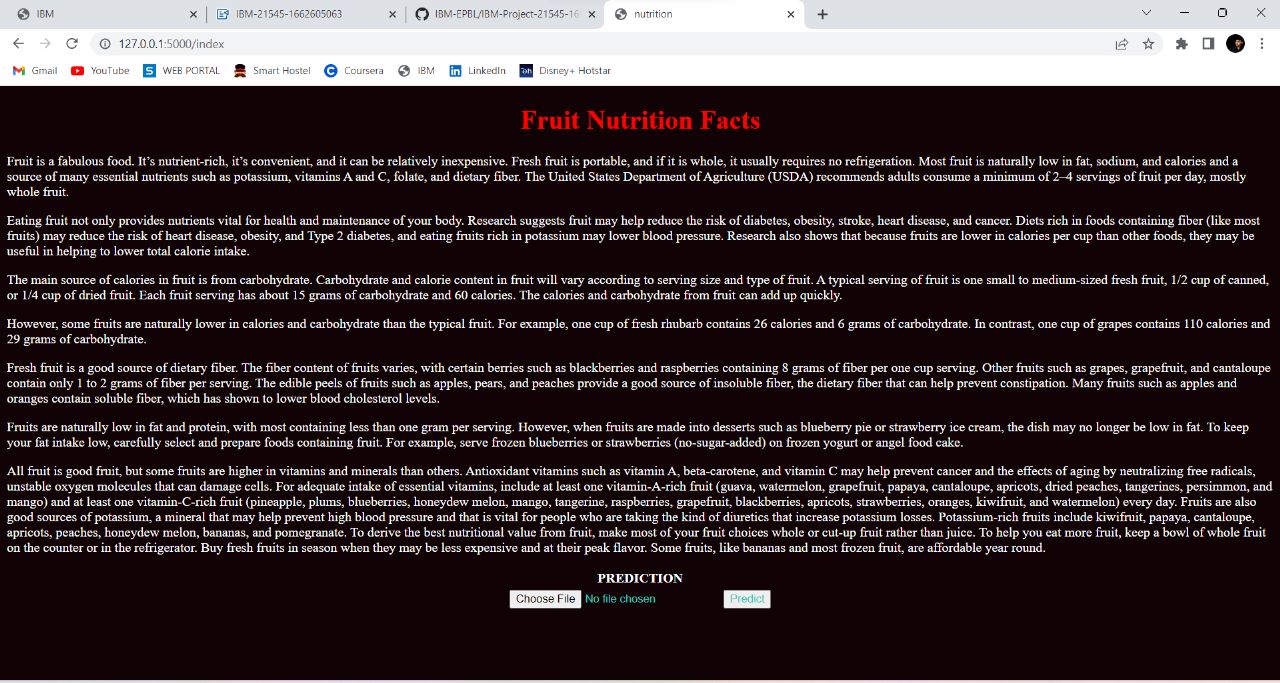 IBM
IBM-21545-1662605063
IBM-EPBL/IBM-Project-21545-16
nutrition
127.0.0.1:5000/index
Gmail
YouTube
WEB PORTAL
Smart Hostel
Coursera
IBM
LinkedIn
Disney+ Hotstar
Fruit Nutrition Facts
Fruit is a fabulous food. It’s nutrient-rich, it’s convenient, and it can be relatively inexpensive. Fresh fruit is portable, and if it is whole, it usually requires no refrigeration. Most fruit is naturally low in fat, sodium, and calories and a
source of many essential nutrients such as potassium, vitamins A and C, folate, and dietary fiber. The United States Department of Agriculture (USDA) recommends adults consume a minimum of 2–4 servings of fruit per day, mostly
whole fruit.
Eating fruit not only provides nutrients vital for health and maintenance of your body. Research suggests fruit may help reduce the risk of diabetes, obesity, stroke, heart disease, and cancer. Diets rich in foods containing fiber (like most
fruits) may reduce the risk of heart disease, obesity, and Type 2 diabetes, and eating fruits rich in potassium may lower blood pressure. Research also shows that because fruits are lower in calories per cup than other foods, they may be
useful in helping to lower total calorie intake.
The main source of calories in fruit is from carbohydrate. Carbohydrate and calorie content in fruit will vary according to serving size and type of fruit. A typical serving of fruit is one small to medium-sized fresh fruit, 1/2 cup of canned,
or 1/4 cup of dried fruit. Each fruit serving has about 15 grams of carbohydrate and 60 calories. The calories and carbohydrate from fruit can add up quickly.
However, some fruits are naturally lower in calories and carbohydrate than the typical fruit. For example, one cup of fresh rhubarb contains 26 calories and 6 grams of carbohydrate. In contrast, one cup of grapes contains 110 calories and
29 grams of carbohydrate.
Fresh fruit is a good source of dietary fiber. The fiber content of fruits varies, with certain berries such as blackberries and raspberries containing 8 grams of fiber per one cup serving. Other fruits such as grapes, grapefruit, and cantaloupe
contain only 1 to 2 grams of fiber per serving. The edible peels of fruits such as apples, pears, and peaches provide a good source of insoluble fiber, the dietary fiber that can help prevent constipation. Many fruits such as apples and
oranges contain soluble fiber, which has shown to lower blood cholesterol levels.
Fruits are naturally low in fat and protein, with most containing less than one gram per serving. However, when fruits are made into desserts such as blueberry pie or strawberry ice cream, the dish may no longer be low in fat. To keep
your fat intake low, carefully select and prepare foods containing fruit. For example, serve frozen blueberries or strawberries (no-sugar-added) on frozen yogurt or angel food cake.
All fruit is good fruit, but some fruits are higher in vitamins and minerals than others. Antioxidant vitamins such as vitamin A, beta-carotene, and vitamin C may help prevent cancer and the effects of aging by neutralizing free radicals,
unstable oxygen molecules that can damage cells. For adequate intake of essential vitamins, include at least one vitamin-A-rich fruit (guava, watermelon, grapefruit, papaya, cantaloupe, apricots, dried peaches, tangerines, persimmon, and
mango) and at least one vitamin-C-rich fruit (pineapple, plums, blueberries, honeydew melon, mango, tangerine, raspberries, grapefruit, blackberries, apricots, strawberries, oranges, kiwifruit, and watermelon) every day. Fruits are also
good sources of potassium, a mineral that may help prevent high blood pressure and that is vital for people who are taking the kind of diuretics that increase potassium losses. Potassium-rich fruits include kiwifruit, papaya, cantaloupe,
apricots, peaches, honeydew melon, bananas, and pomegranate. To derive the best nutritional value from fruit, make most of your fruit choices whole or cut-up fruit rather than juice. To help you eat more fruit, keep a bowl of whole fruit
on the counter or in the refrigerator. Buy fresh fruits in season when they may be less expensive and at their peak flavor. Some fruits, like bananas and most frozen fruit, are affordable year round.
PREDICTION
Choose File No file chosen Predict